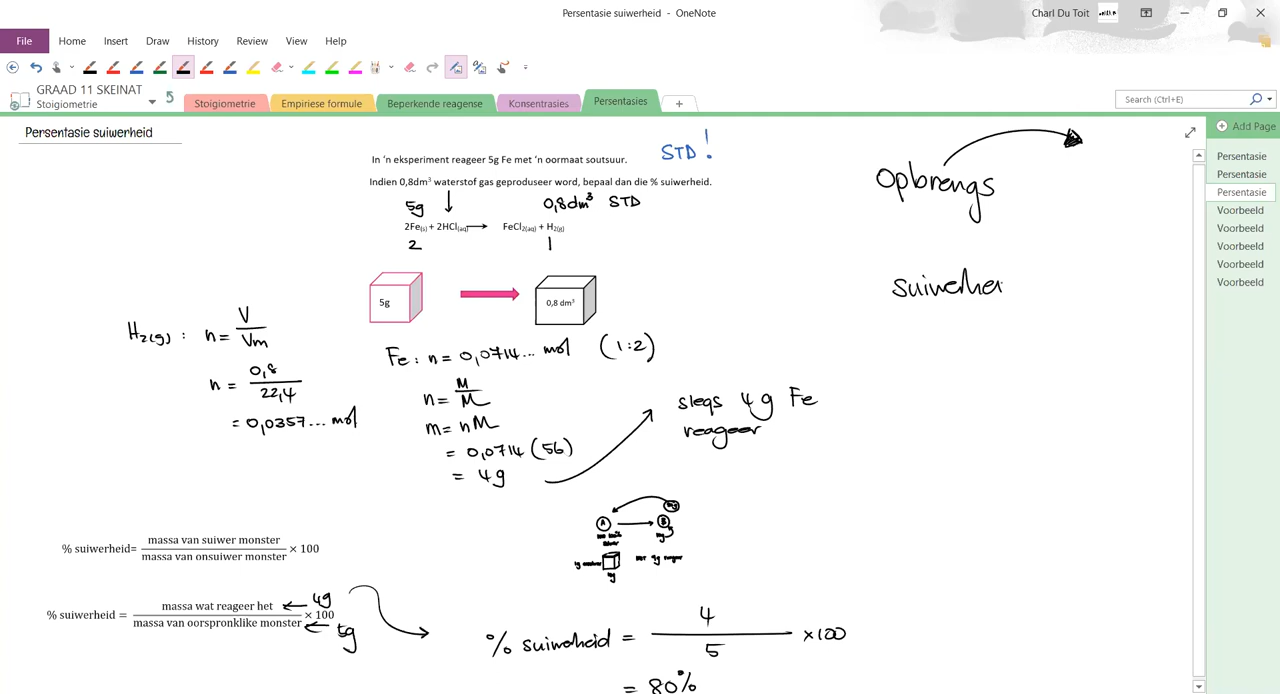 Persentasie suiwerheid - OneNote
Charl Du Toit
File Home Insert Draw History Review View Help
GRAAD 11 SKEINAT
Stoigiometrie
Stoigiometrie Empiriese formule Beperkende reagense Konsentrasies Persentasies +
Search (Ctrl+E)
Persentasie suiwerheid
Add Page
Persentasie
Persentasie
Persentasie
Voorbeeld
Voorbeeld
Voorbeeld
Voorbeeld
Voorbeeld
In 'n eksperiment reageer 5g Fe met 'n oormaat soutsuur.
STD!
Indien 0,8dm³ waterstof gas geproduseer word, bepaal dan die % suiwerheid.
5g
0,8dm³ STD
2Fe(s) + 2HCl(aq) → FeCl2(aq) + H2(g)
2 1
5g
0,8 dm³
Opbrengs
suiwerhei
H2(g) : n = V/Vm
n = 0,8/22,4
= 0,0357... mol
Fe : n = 0,0714... mol (1:2)
n = M/M
m = nM
= 0,0714 (56)
= 4g
slegs 4g Fe
reageer
A B
% suiwerheid= massa van suiwer monster/massa van onsuiwer monster × 100
% suiwerheid = massa wat reageer het/massa van oorspronklike monster ×100
4g
5g
% suiwerheid = 4/5 ×100
= 80%